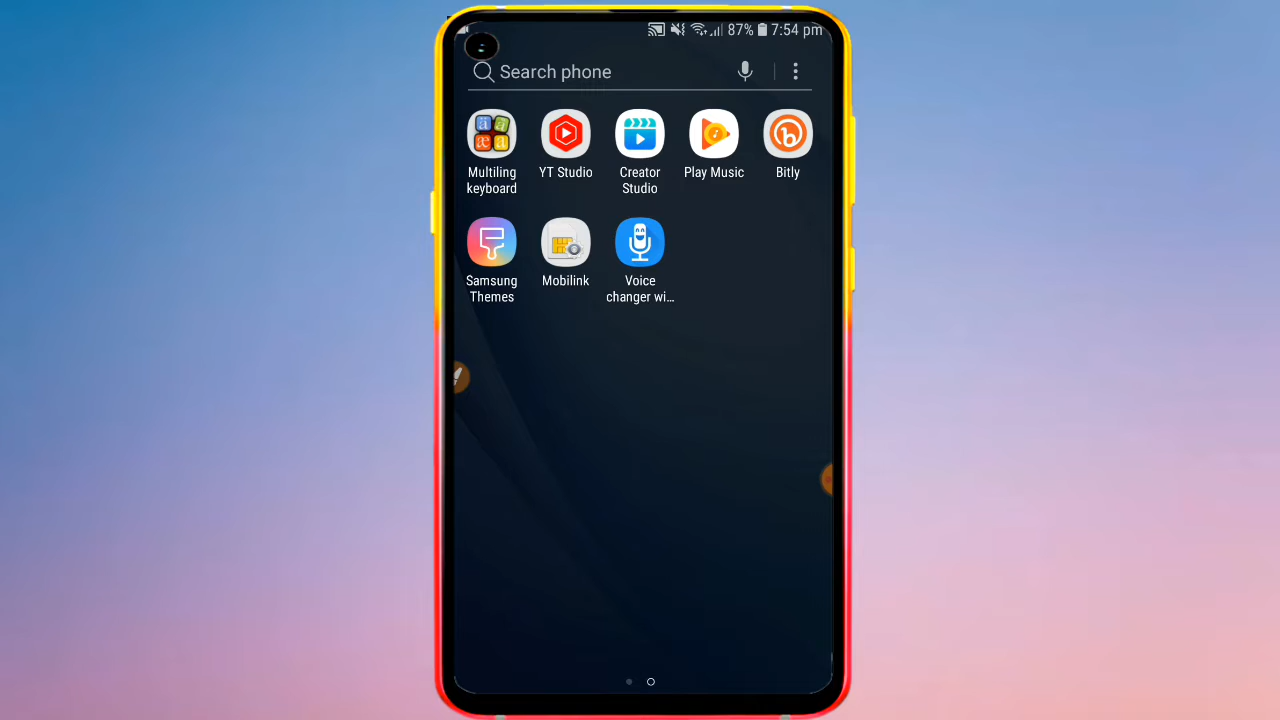 87% 7:54 pm
Search phone
Multiling keyboard
YT Studio
Creator Studio
Play Music
Bitly
Samsung Themes
Mobilink
Voice changer wi...